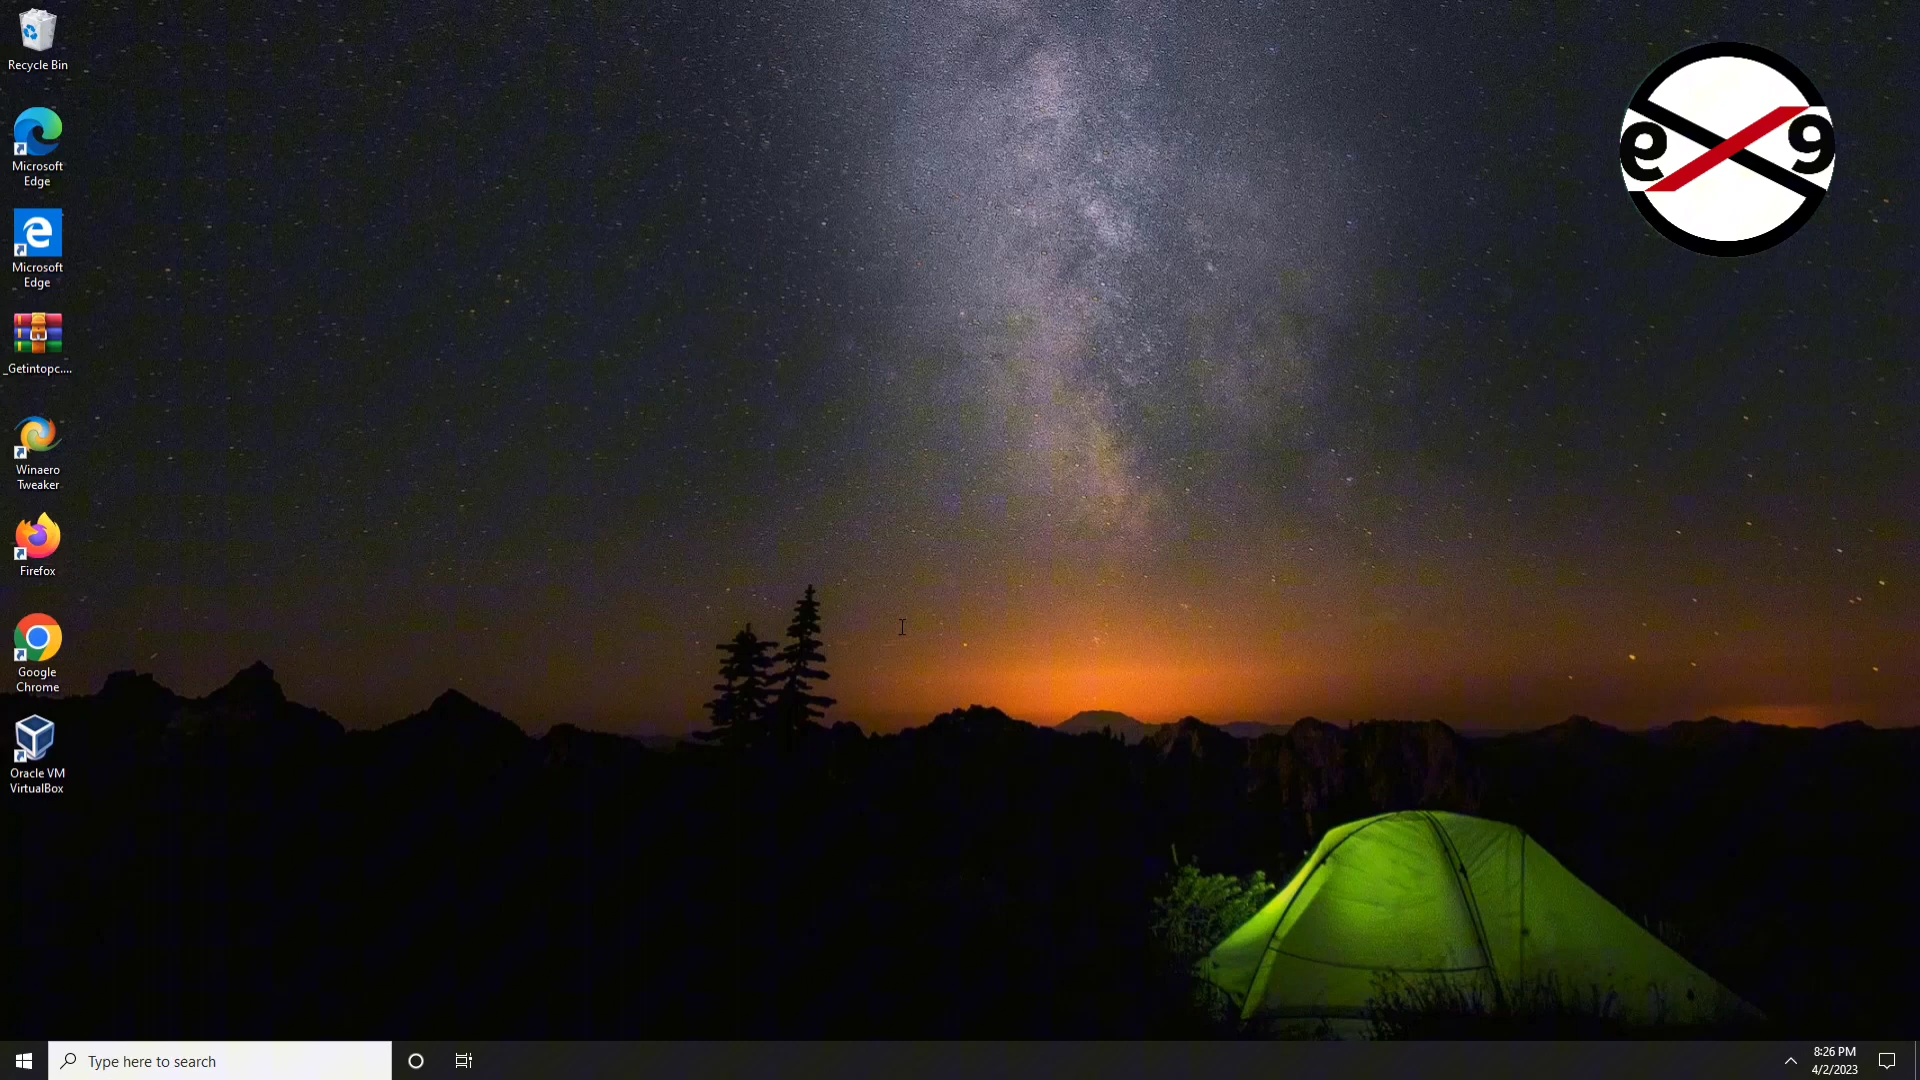 Recycle Bin
Microsoft
Edge
Microsoft
Edge
_Getintopc....
Winaero
Tweaker
Firefox
Google
Chrome
Oracle VM
VirtualBox
e 9
Type here to search
8:26 PM
4/2/2023